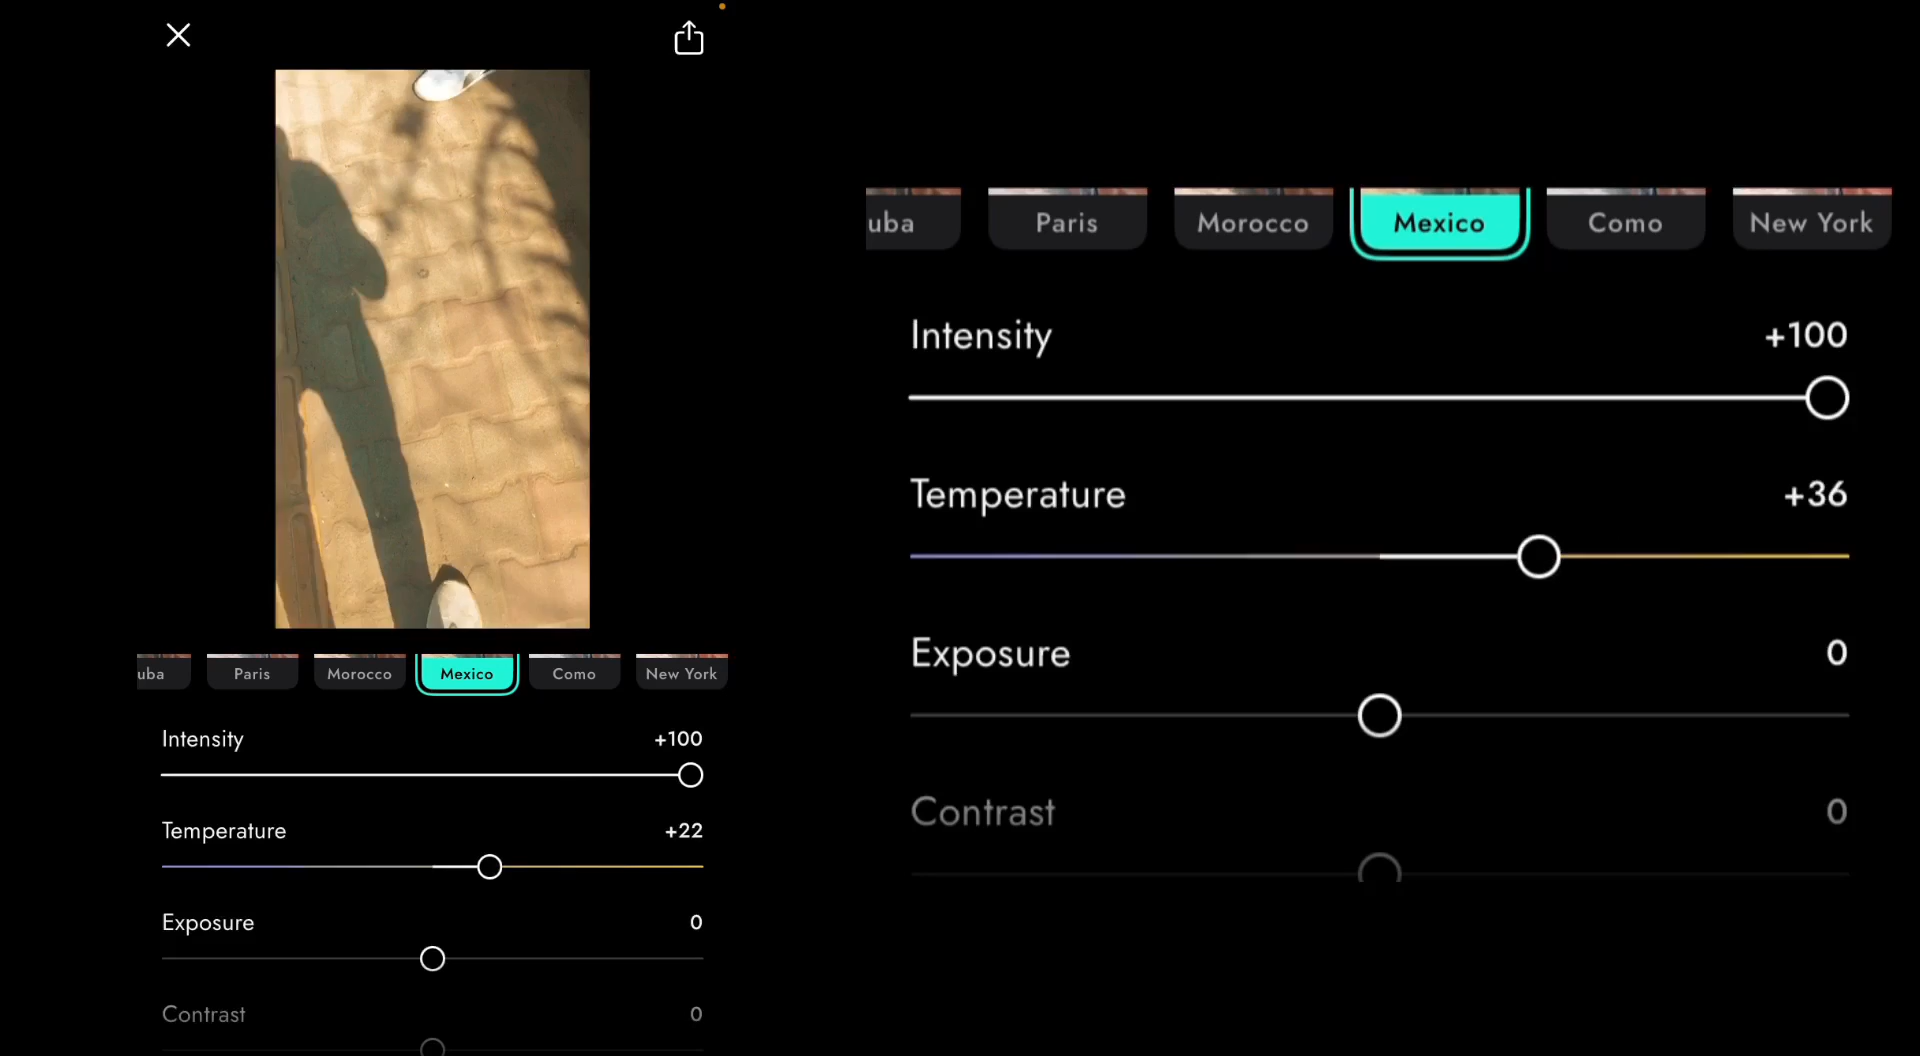 uba Paris Morocco Mexico Como New York
Intensity +100
Temperature +22
Exposure 0
Contrast 0
uba Paris Morocco Mexico Como New York
Intensity +100
Temperature +36
Exposure 0
Contrast 0